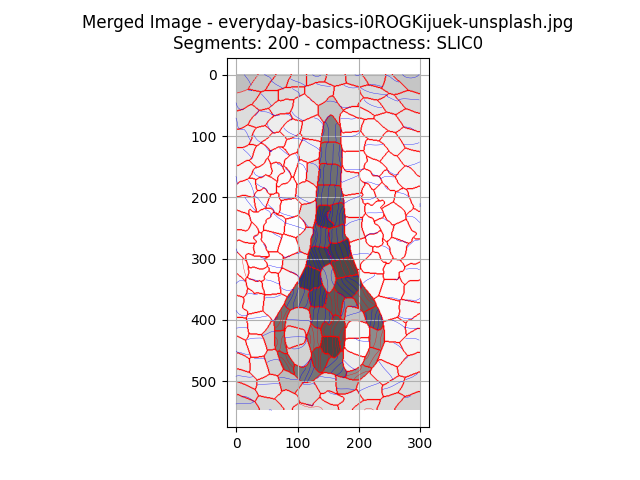 Merged Image - everyday-basics-i0ROGKijuek-unsplash.jpg
Segments: 200 - compactness: SLIC0
0
100
200
300
400
500
0 100 200 300